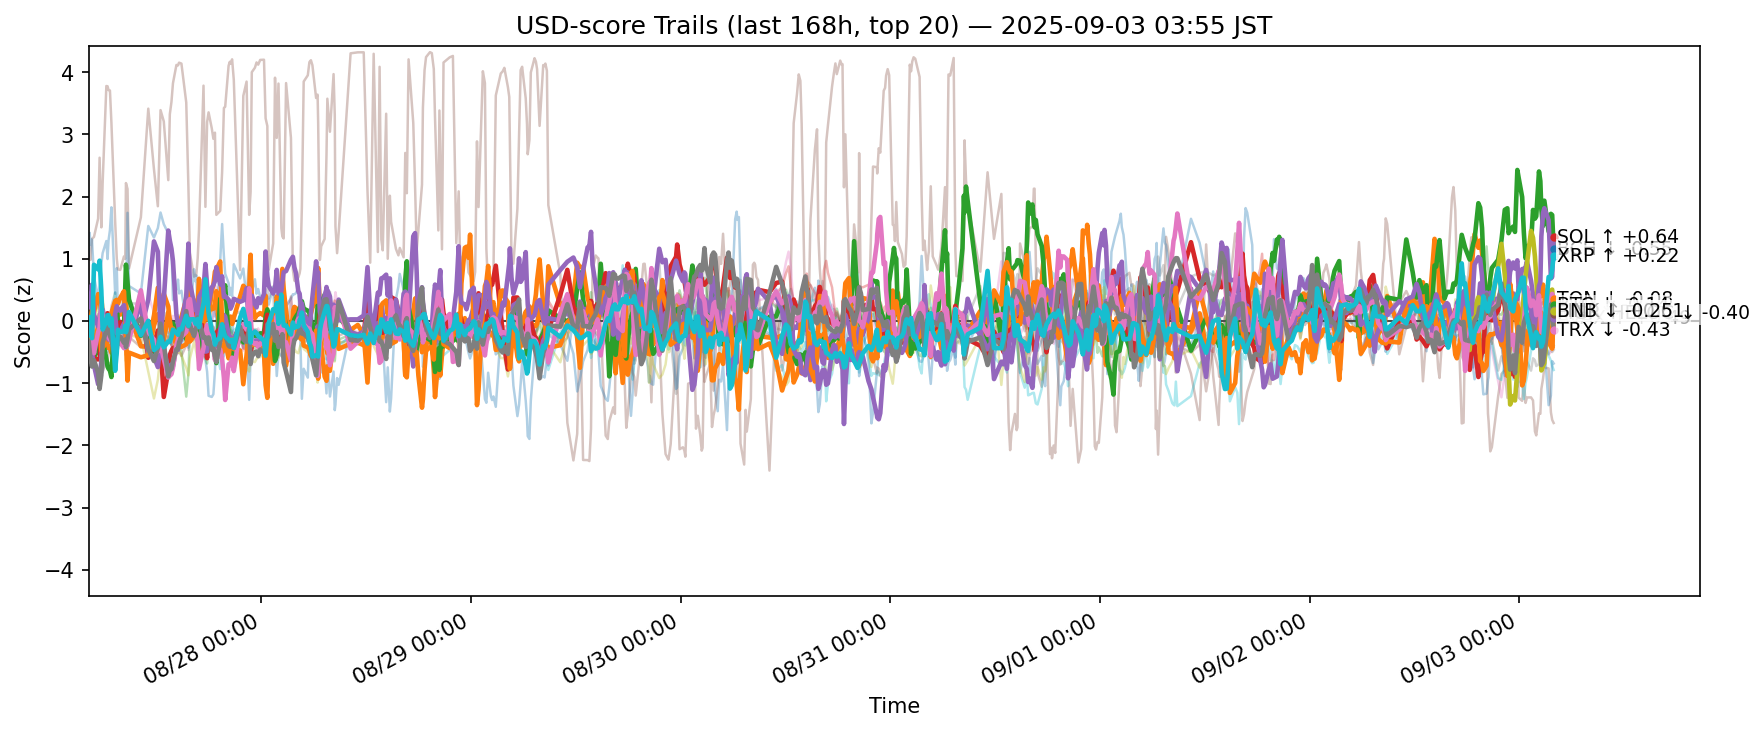 USD-score Trails (last 168h, top 20) — 2025-09-03 03:55 JST
Score (z)
4
3
2
1
0
−1
−2
−3
−4
SOL ↑ +0.64
XRP ↑ +0.22
TON ↓ -0.08
BNB
↓ -0.40
TRX ↓ -0.43
08/28 00:00
08/29 00:00
08/30 00:00
08/31 00:00
09/01 00:00
09/02 00:00
09/03 00:00
Time